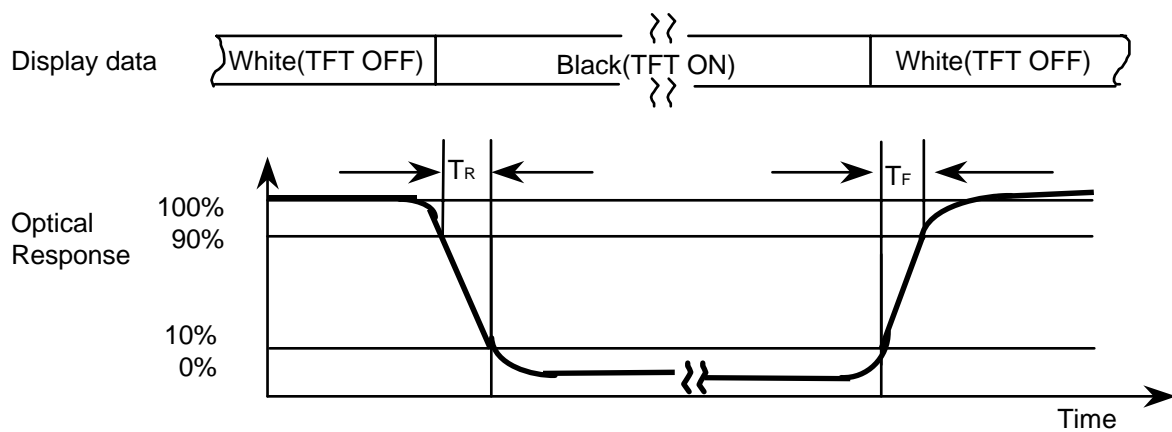 Display data
White(TFT OFF)
Black(TFT ON)
White(TFT OFF)
TR
TF
Optical
Response
100%
90%
10%
0%
Time